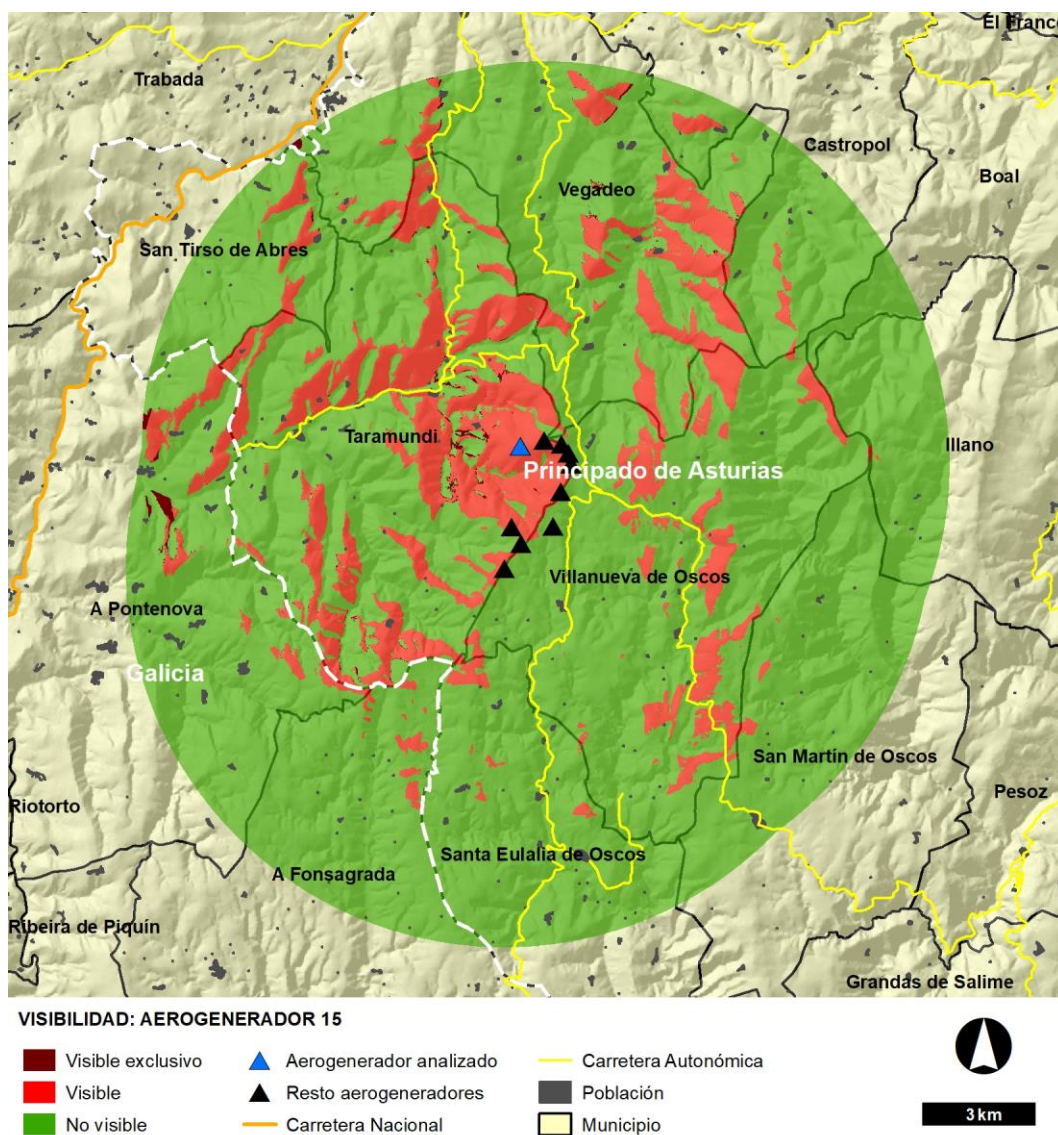 El Franco
Trabada
Castropol
Boal
Vegadeo
San Tirso de Abres
Taramundi
Illano
Principado de Asturias
Villanueva de Oscos
A Pontenova
Galicia
San Martín de Oscos
Pesoz
Riotorto
Santa Eulalia de Oscos
A Fonsagrada
Ribeira de Piquín
Grandas de Salime
VISIBILIDAD: AEROGENERADOR 15
Visible exclusivo
Aerogenerador analizado
Carretera Autonómica
Visible
Resto aerogeneradores
Población
No visible
Carretera Nacional
Municipio
3 km